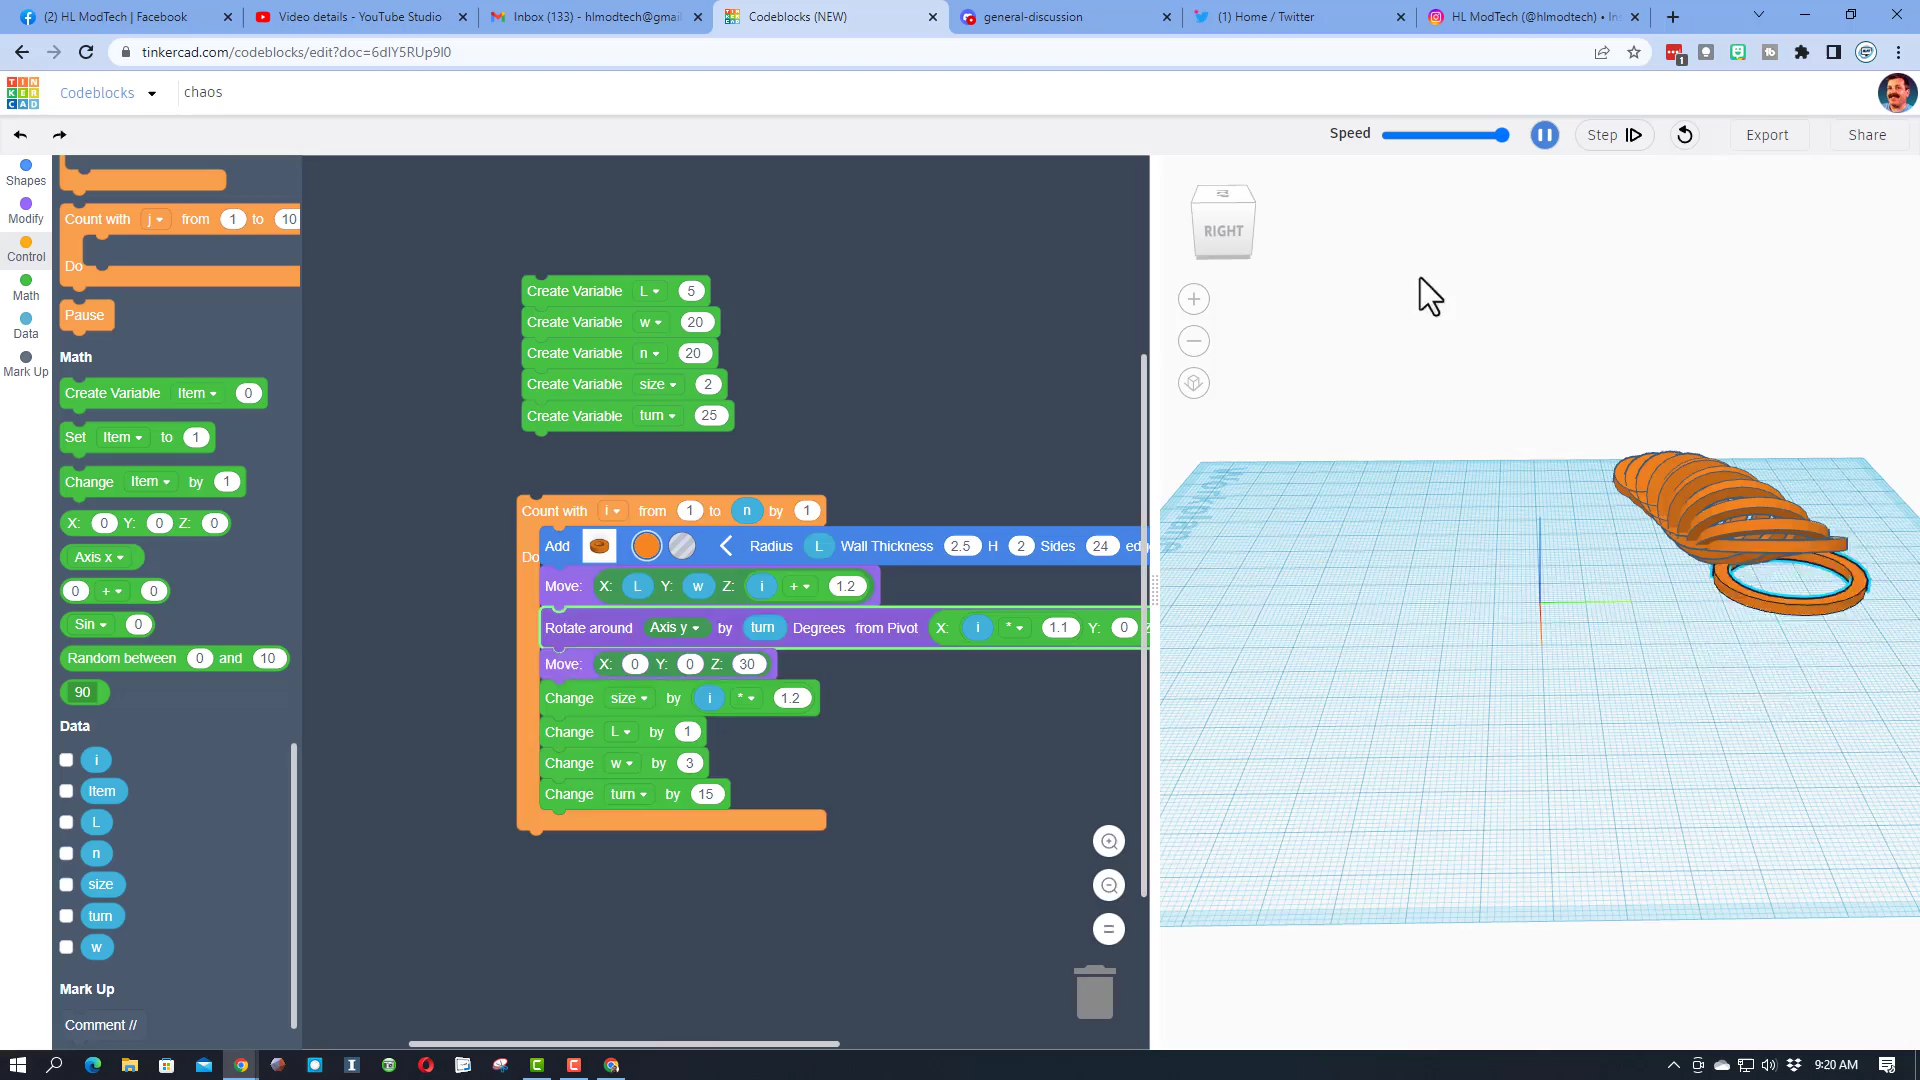 (2) HL ModTech | Facebook
Video details - YouTube Studio
Inbox (133) - hlmodtech@gmail
Codeblocks (NEW)
general-discussion
(1) Home / Twitter
HL ModTech (@hlmodtech) • Ins
tinkercad.com/codeblocks/edit?doc=6dlY5RUp9l0
1
TIN
KER
CAD
Codeblocks
chaos
Speed
Step
Export
Share
Shapes
Modify
Control
Math
Data
Mark Up
Count with j from 1 to 10
Do
Pause
Math
Create Variable Item 0
Set Item to 1
Change Item by 1
X: 0 Y: 0 Z: 0
Axis x
0 + 0
Sin 0
Random between 0 and 10
90
Data
i
Item
L
n
size
turn
w
Mark Up
Comment //
Create Variable L 5
Create Variable w 20
Create Variable n 20
Create Variable size 2
Create Variable turn 25
Count with i from 1 to n by 1
Do
Add Radius L Wall Thickness 2.5 H 2 Sides 24 ed
Move: X: L Y: w Z: i + 1.2
Rotate around Axis y by turn Degrees from Pivot X: i * 1.1 Y: 0
Move: X: 0 Y: 0 Z: 30
Change size by i * 1.2
Change L by 1
Change w by 3
Change turn by 15
RIGHT
9:20 AM